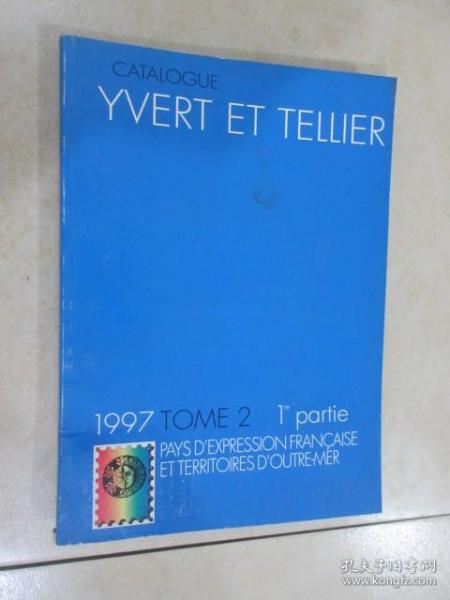 CATALOGUE
YVERT ET TELLIER
1997 TOME 2 1re partie
PAYS D'EXPRESSION FRANÇAISE
ET TERRITOIRES D'OUTRE-MER
孔夫子旧书网
www.kongfz.com